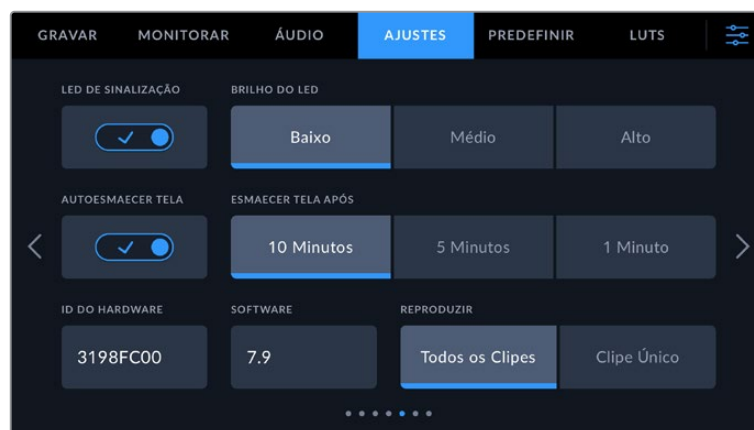 GRAVAR MONITORAR ÁUDIO AJUSTES PREDEFINIR LUTS
LED DE SINALIZAÇÃO BRILHO DO LED
Baixo Médio Alto
AUTOESMAECER TELA ESMAECER TELA APÓS
10 Minutos 5 Minutos 1 Minuto
ID DO HARDWARE SOFTWARE REPRODUZIR
3198FC00 7.9 Todos os Clipes Clipe Único